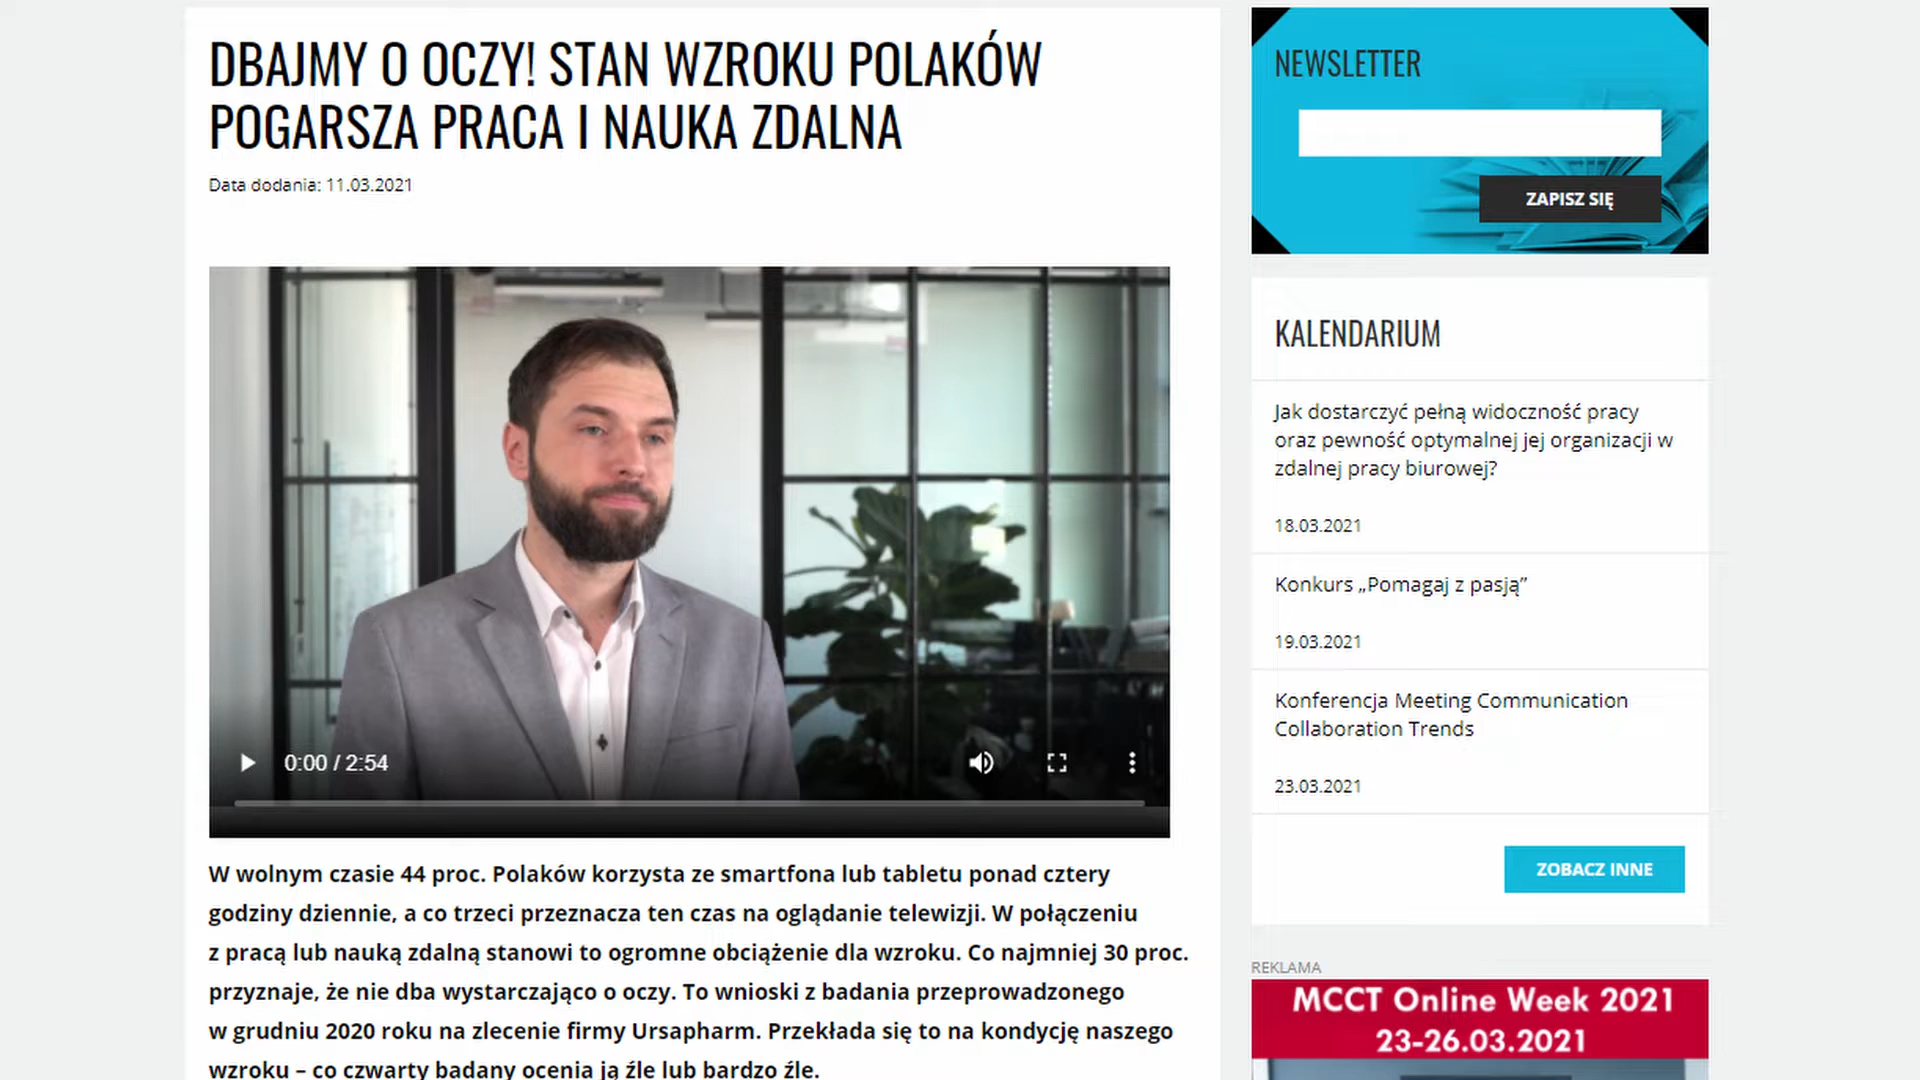 DBAJMY O OCZY! STAN WZROKU POLAKÓW
POGARSZA PRACA I NAUKA ZDALNA
Data dodania: 11.03.2021
0:00 / 2:54
W wolnym czasie 44 proc. Polaków korzysta ze smartfona lub tabletu ponad cztery
godziny dziennie, a co trzeci przeznacza ten czas na oglądanie telewizji. W połączeniu
z pracą lub nauką zdalną stanowi to ogromne obciążenie dla wzroku. Co najmniej 30 proc.
przyznaje, że nie dba wystarczająco o oczy. To wnioski z badania przeprowadzonego
w grudniu 2020 roku na zlecenie firmy Ursapharm. Przekłada się to na kondycję naszego
wzroku – co czwarty badany ocenia ją źle lub bardzo źle.
NEWSLETTER
ZAPISZ SIĘ
KALENDARIUM
Jak dostarczyć pełną widoczność pracy
oraz pewność optymalnej jej organizacji w
zdalnej pracy biurowej?
18.03.2021
Konkurs „Pomagaj z pasją”
19.03.2021
Konferencja Meeting Communication
Collaboration Trends
23.03.2021
ZOBACZ INNE
REKLAMA
MCCT Online Week 2021
23-26.03.2021